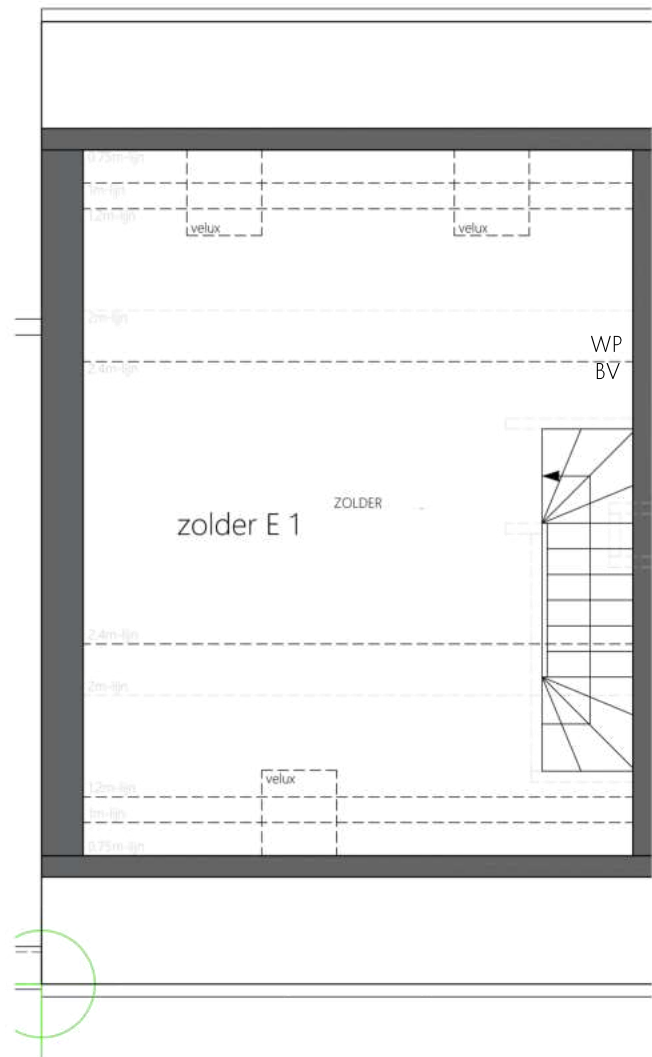 0.75m-lijn
1m-lijn
1.2m-lijn
velux
velux
2m-lijn
WP
2.4m-lijn
BV
ZOLDER
zolder E 1
2.4m-lijn
2m-lijn
velux
1.2m-lijn
1m-lijn
0.75m-lijn